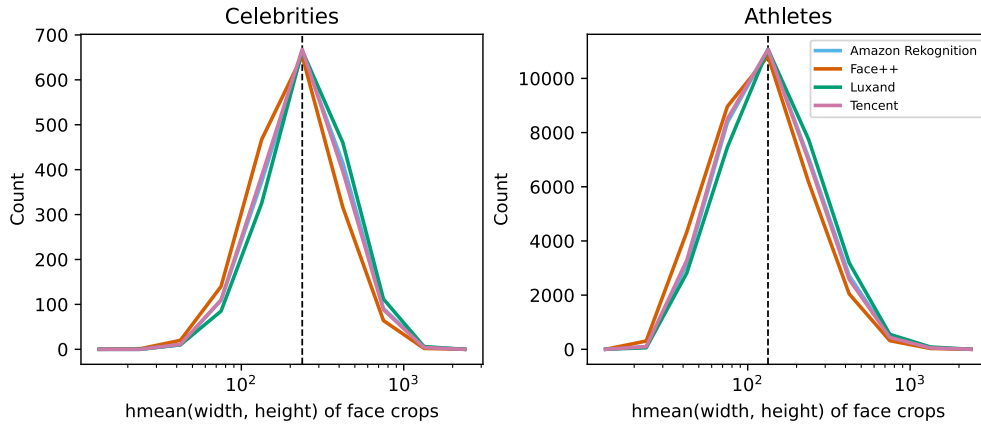 Celebrities
Count
700
600
500
400
300
200
100
0
10²
10³
hmean(width, height) of face crops
Athletes
Count
10000
8000
6000
4000
2000
0
10²
10³
hmean(width, height) of face crops
Amazon Rekognition
Face++
Luxand
Tencent